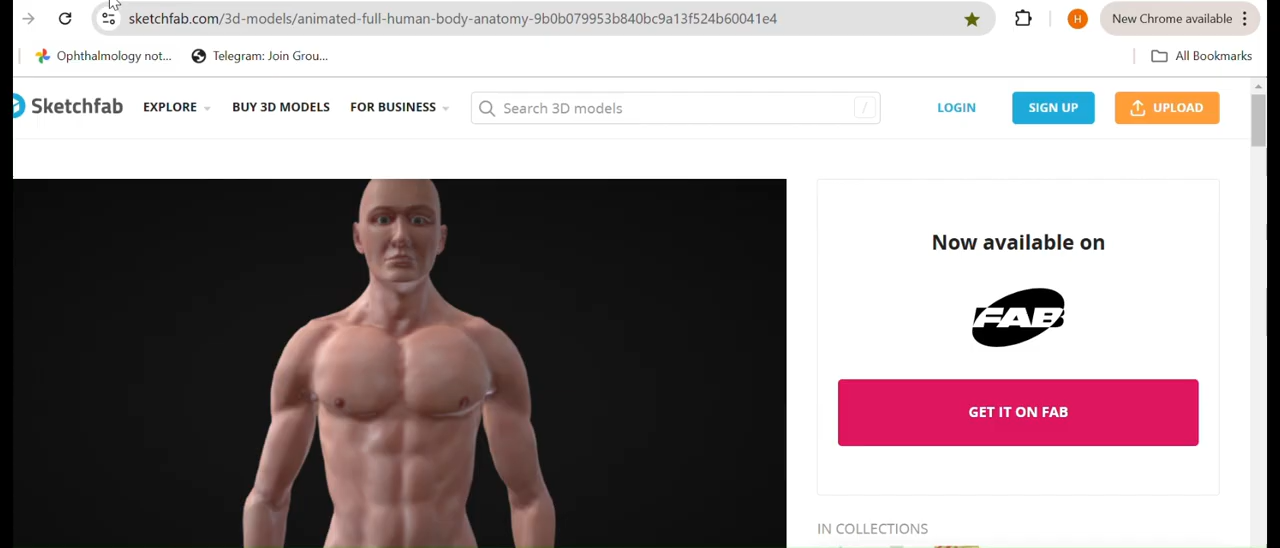 sketchfab.com/3d-models/animated-full-human-body-anatomy-9b0b079953b840bc9a13f524b60041e4
H
New Chrome available
Ophthalmology not...
Telegram: Join Grou...
All Bookmarks
Sketchfab
EXPLORE
BUY 3D MODELS
FOR BUSINESS
Search 3D models
/
LOGIN
SIGN UP
UPLOAD
Now available on
FAB
GET IT ON FAB
IN COLLECTIONS